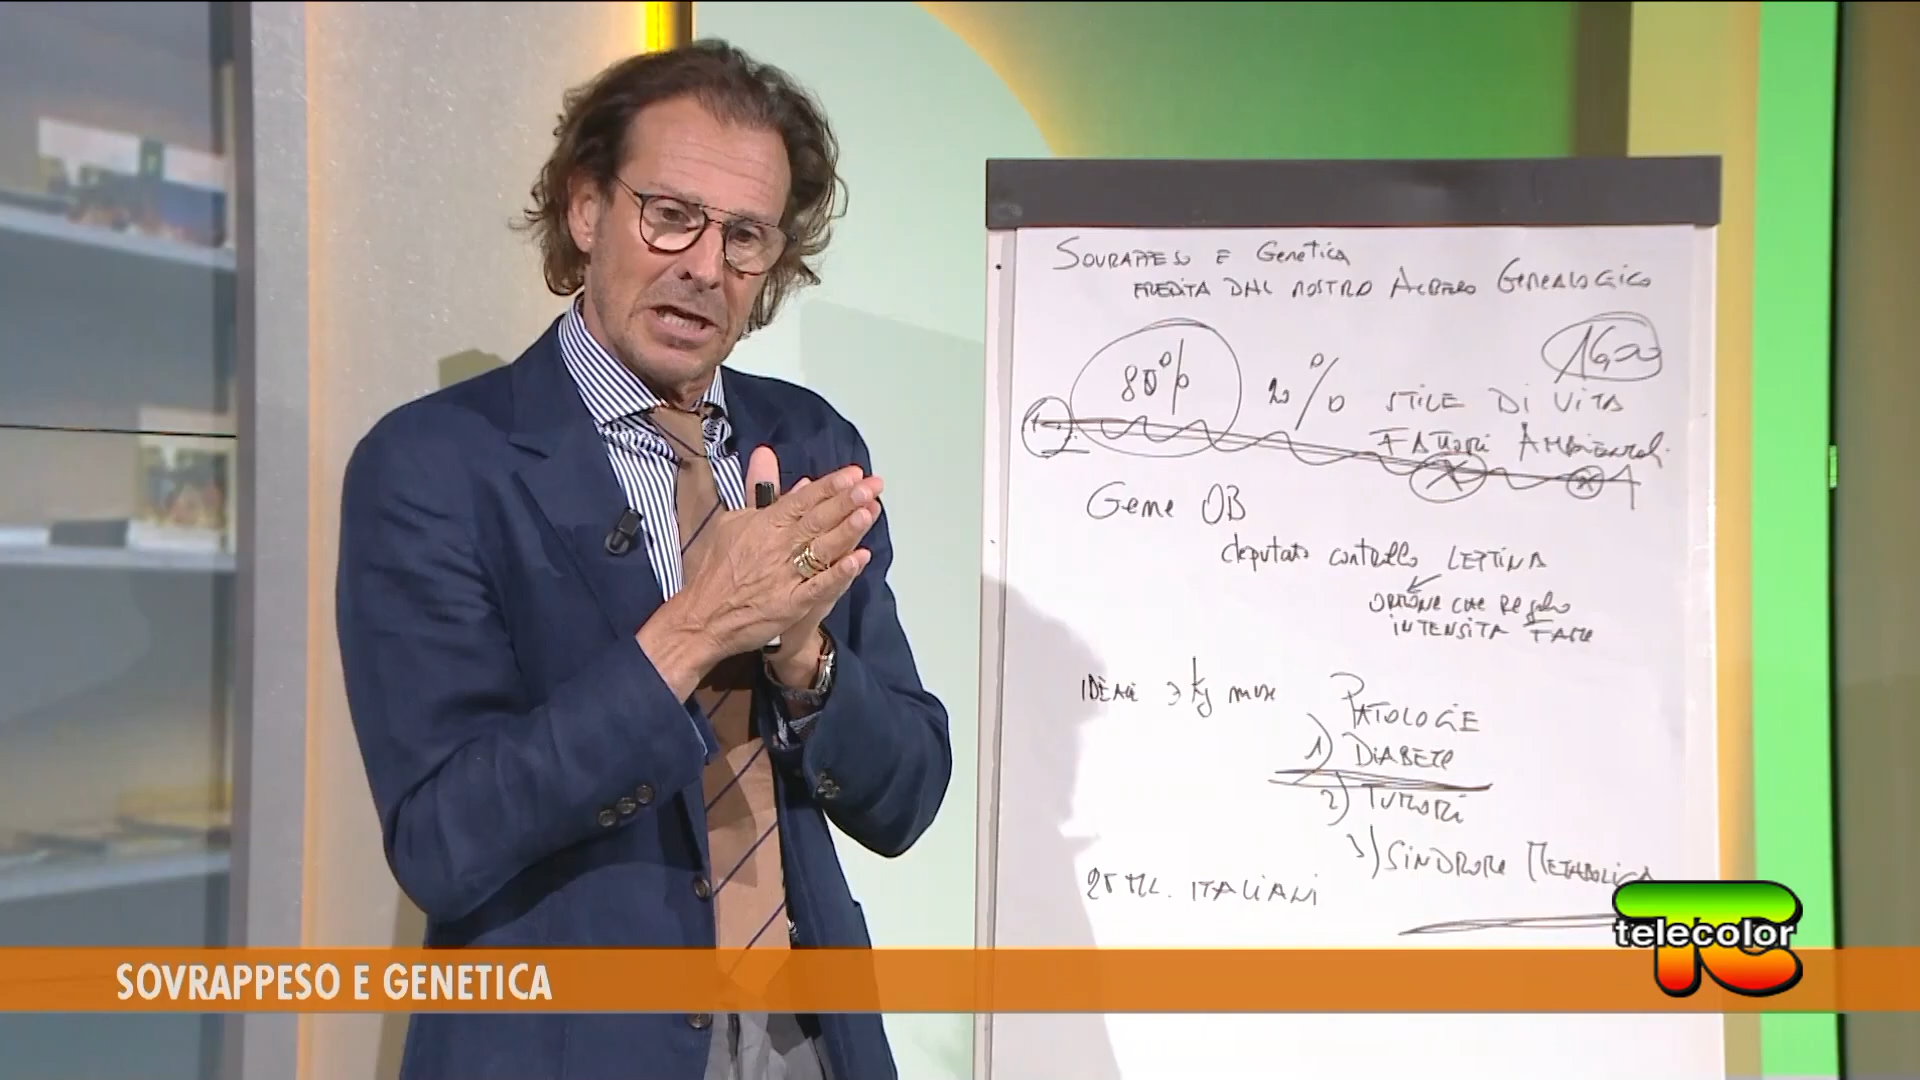 SOVRAPPESO E Genetica
EREDITA DAL NOSTRO ALBERO GENEALOGICO
80% 20% STILE DI VITA
FATTORI AMBIENTALI
Gene OB
deputato controllo LEPTINA
ORMONE CHE REGOLA
INTENSITA FAME
IDEALE 3 kg mese
PATOLOGIE
1) DIABETE
2) TUMORI
3) SINDROME METABOLICA
25 ML. ITALIANI
telecolor
SOVRAPPESO E GENETICA